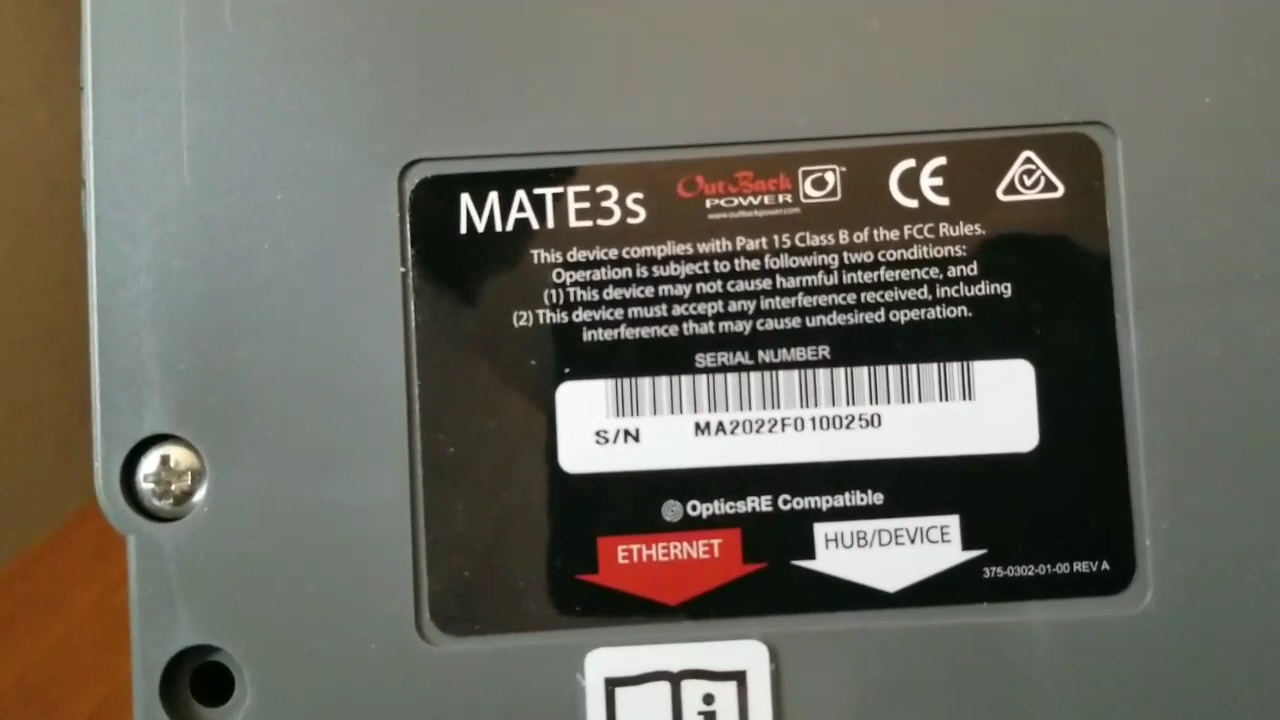 MATE3s
OutBack
POWER
www.outbackpower.com
CE
This device complies with Part 15 Class B of the FCC Rules.
Operation is subject to the following two conditions:
(1) This device may not cause harmful interference, and
(2) This device must accept any interference received, including
interference that may cause undesired operation.
SERIAL NUMBER
S/N MA2022F0100250
OpticsRE Compatible
ETHERNET
HUB/DEVICE
375-0302-01-00 REV A
i